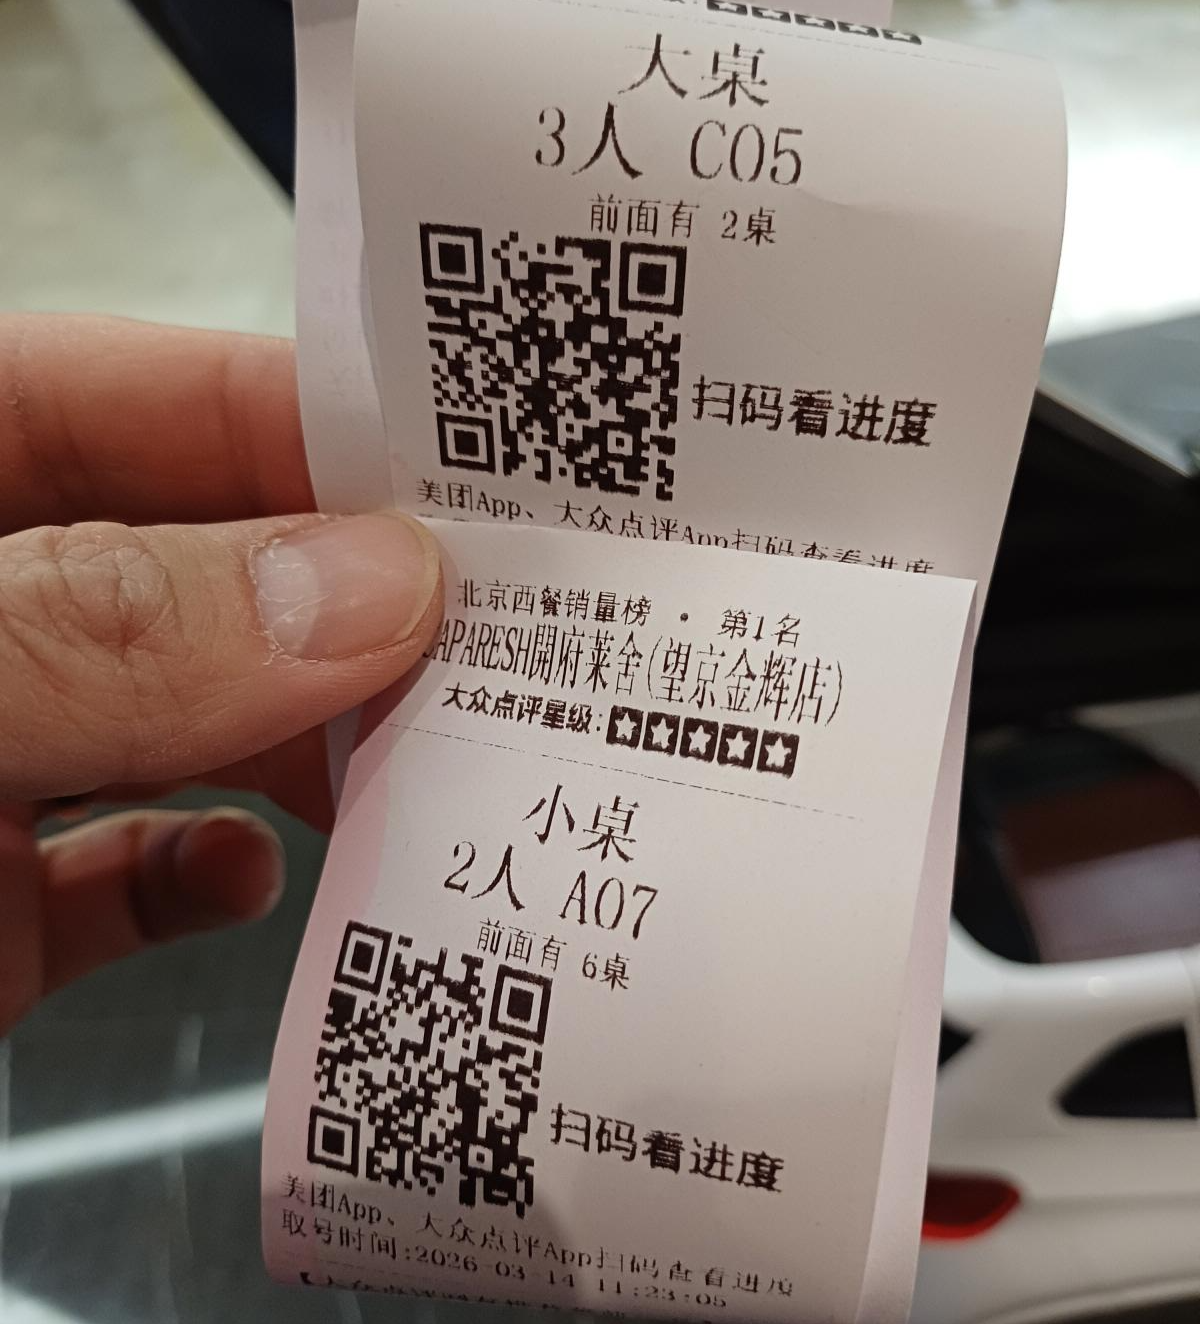 大桌
3人 C05
前面有 2桌
扫码看进度
美团App、大众点评App扫码查看进度
北京西餐销量榜 · 第1名
APARESH開府莱舍(望京金辉店)
大众点评星级:
小桌
2人 A07
前面有 6桌
扫码看进度
美团App、大众点评App扫码查看进度
取号时间:2026-03-14 11:23:05